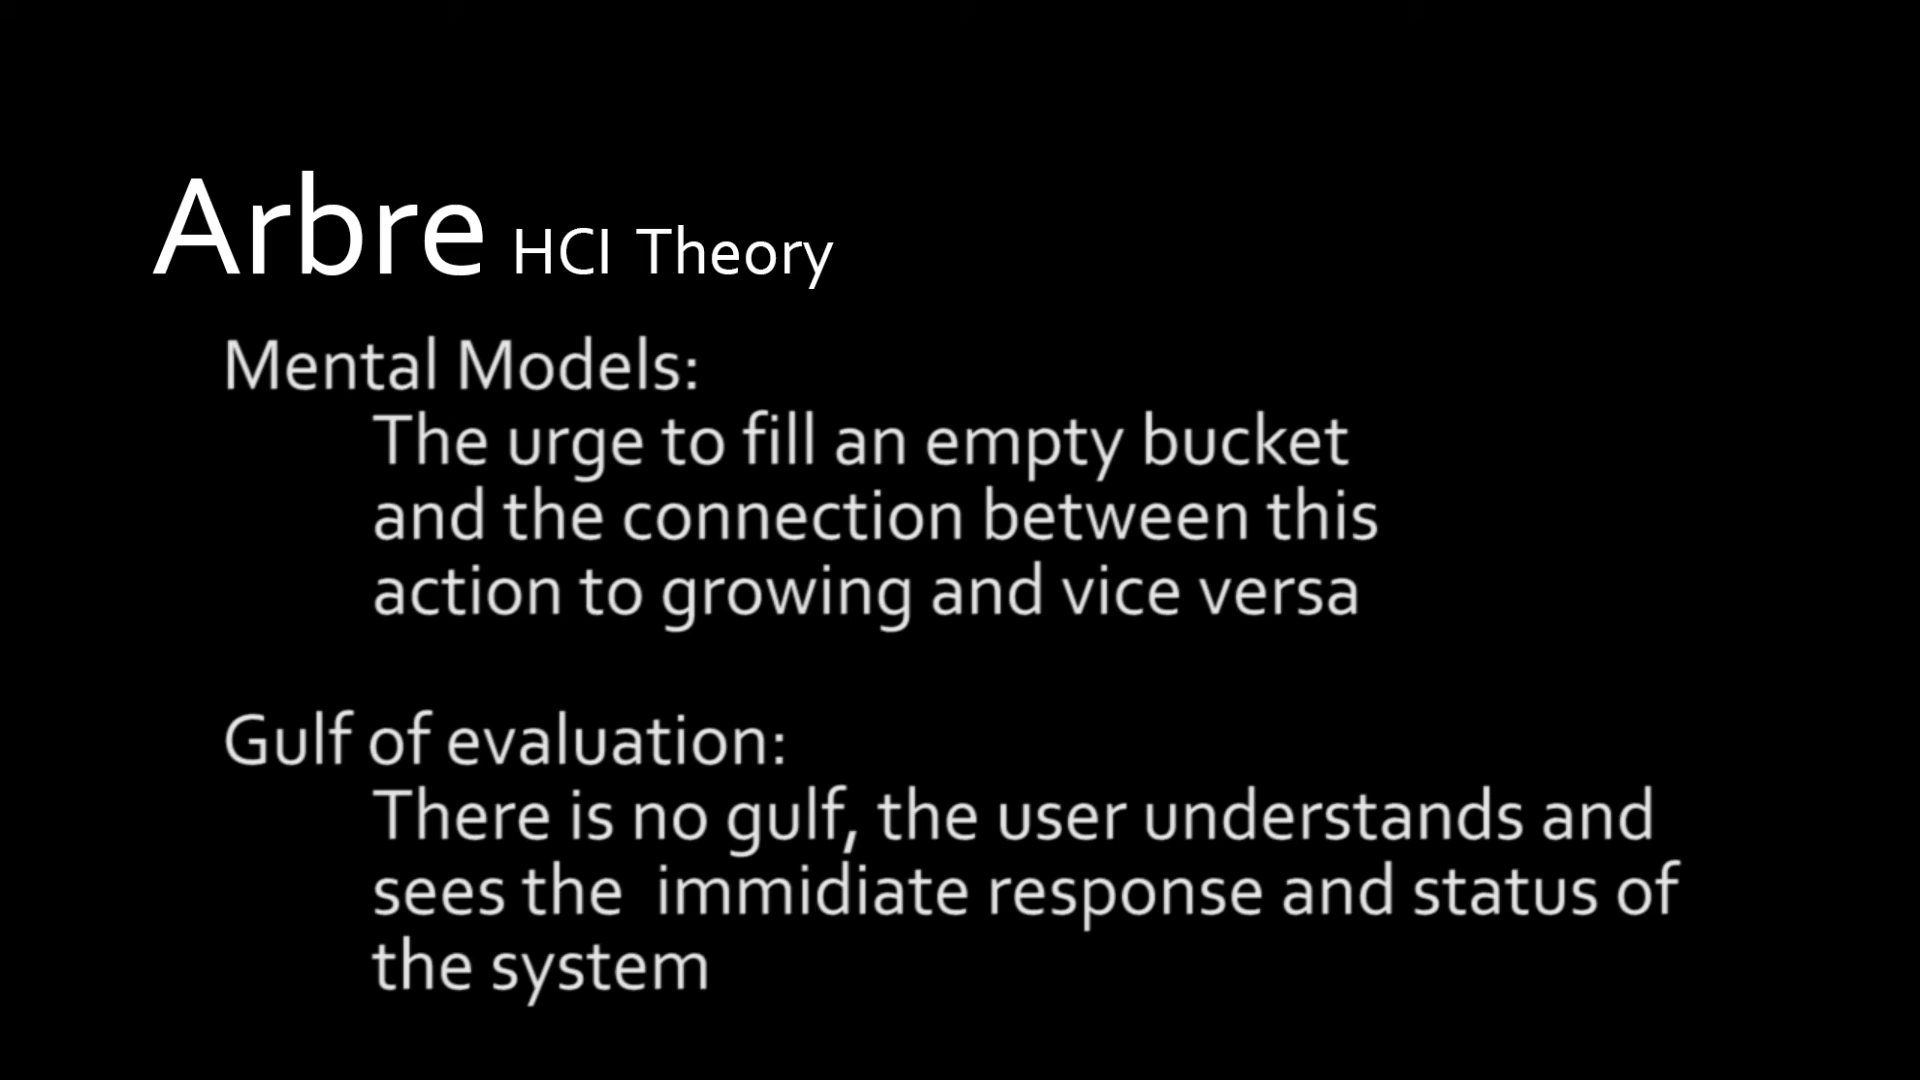 Arbre HCI Theory
Mental Models:
The urge to fill an empty bucket
and the connection between this
action to growing and vice versa
Gulf of evaluation:
There is no gulf, the user understands and
sees the immidiate response and status of
the system